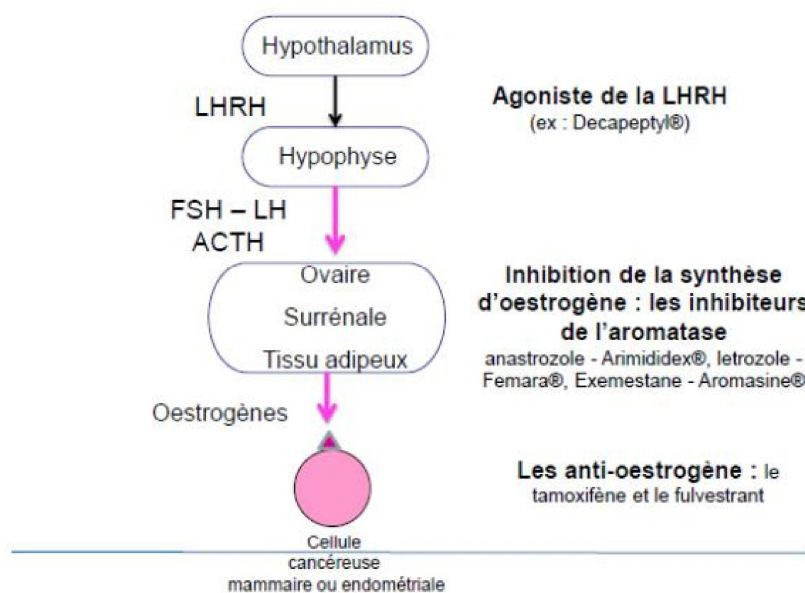 Hypothalamus
LHRH
Agoniste de la LHRH
(ex : Decapeptyl®)
Hypophyse
FSH – LH
ACTH
Ovaire
Surrénale
Tissu adipeux
Inhibition de la synthèse
d'oestrogène : les inhibiteurs
de l'aromatase
anastrozole - Arimididex®, letrozole -
Femara®, Exemestane - Aromasine®
Oestrogènes
Les anti-oestrogène : le
tamoxifène et le fulvestrant
Cellule
cancéreuse
mammaire ou endométriale